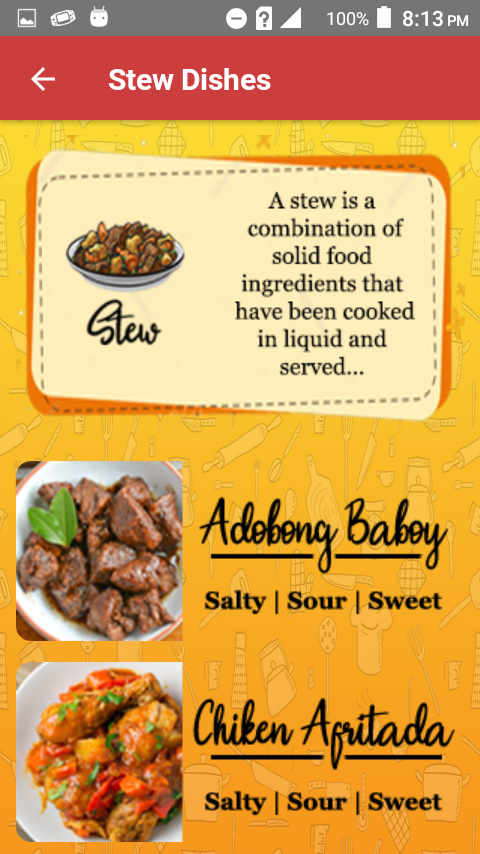 100% 8:13 PM
Stew Dishes
A stew is a
combination of
solid food
ingredients that
have been cooked
in liquid and
served...
Stew
Adobong Baboy
Salty | Sour | Sweet
Chiken Afritada
Salty | Sour | Sweet